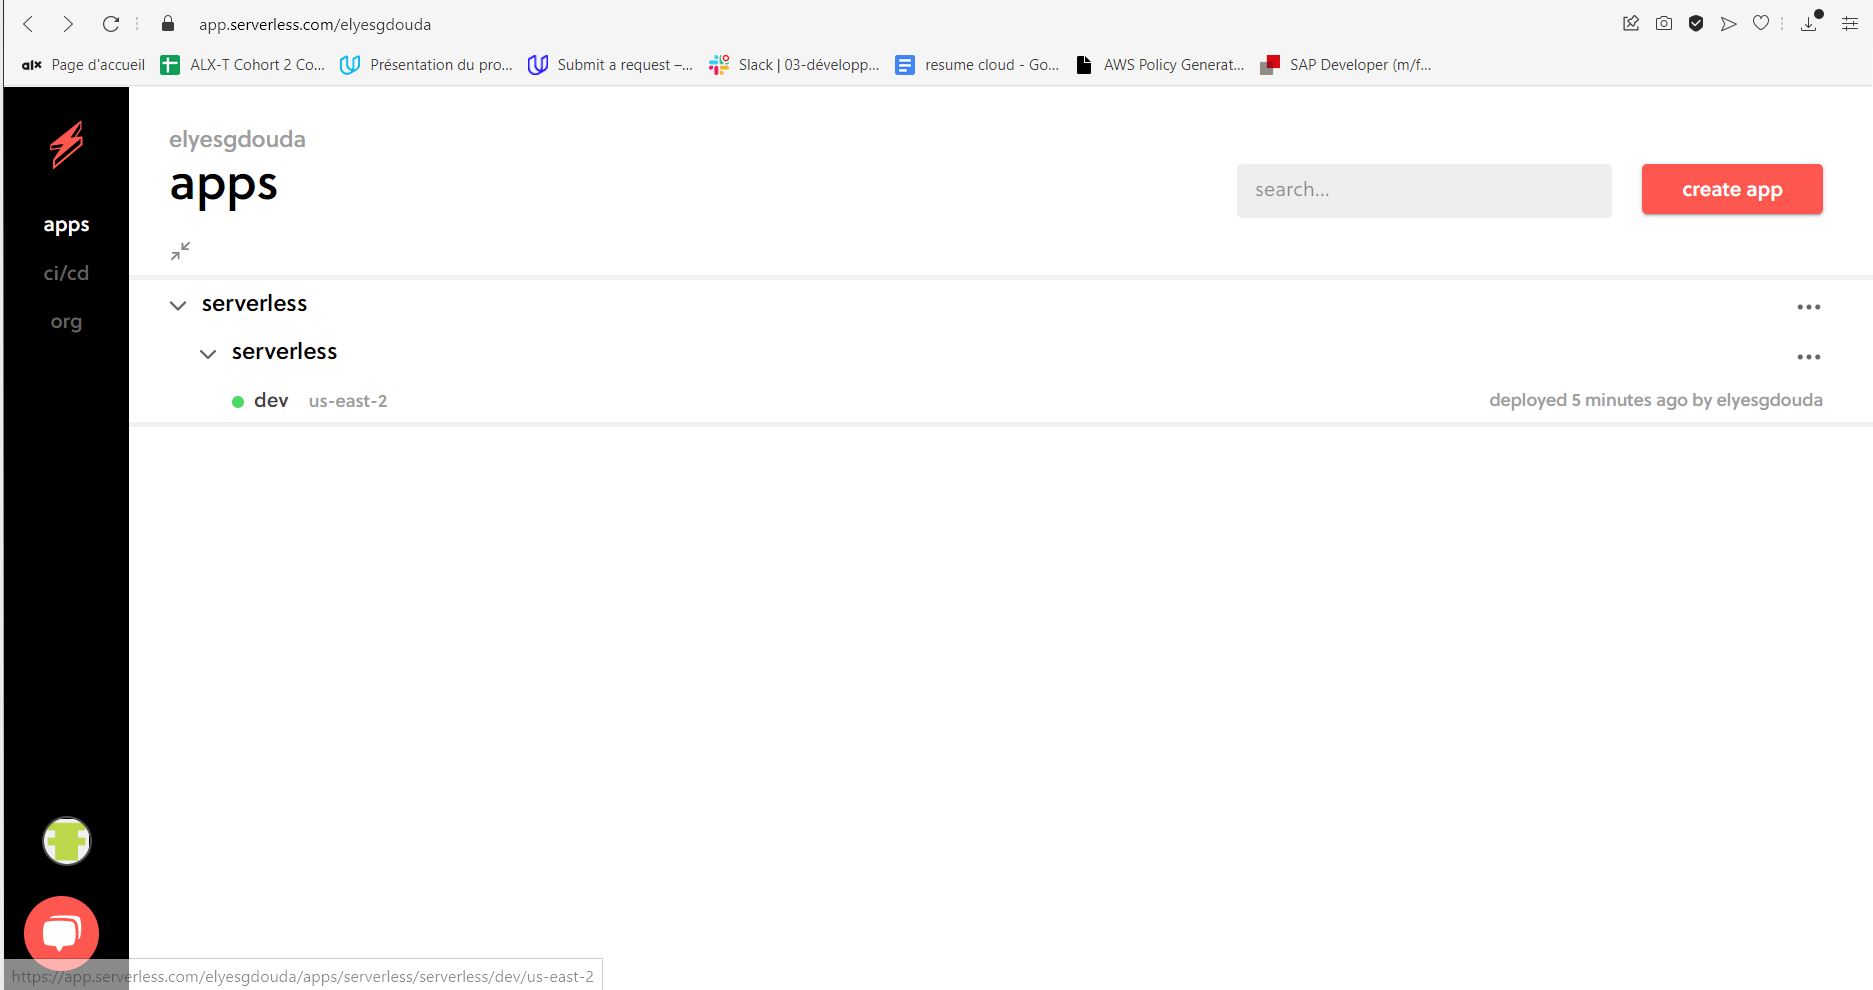 app.serverless.com/elyesgdouda
alx Page d'accueil ALX-T Cohort 2 Co... Présentation du pro... Submit a request –... Slack | 03-développ... resume cloud - Go... AWS Policy Generat... SAP Developer (m/f...
elyesgdouda
apps
search...
create app
apps
ci/cd
org
serverless
serverless
dev us-east-2 deployed 5 minutes ago by elyesgdouda
https://app.serverless.com/elyesgdouda/apps/serverless/serverless/dev/us-east-2